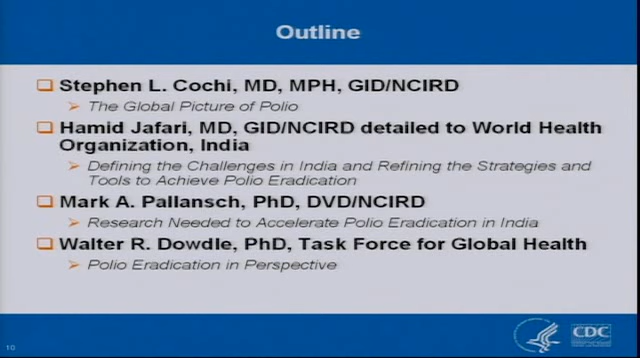 Outline
Stephen L. Cochi, MD, MPH, GID/NCIRD
The Global Picture of Polio
Hamid Jafari, MD, GID/NCIRD detailed to World Health
Organization, India
Defining the Challenges in India and Refining the Strategies and
Tools to Achieve Polio Eradication
Mark A. Pallansch, PhD, DVD/NCIRD
Research Needed to Accelerate Polio Eradication in India
Walter R. Dowdle, PhD, Task Force for Global Health
Polio Eradication in Perspective
10
CDC